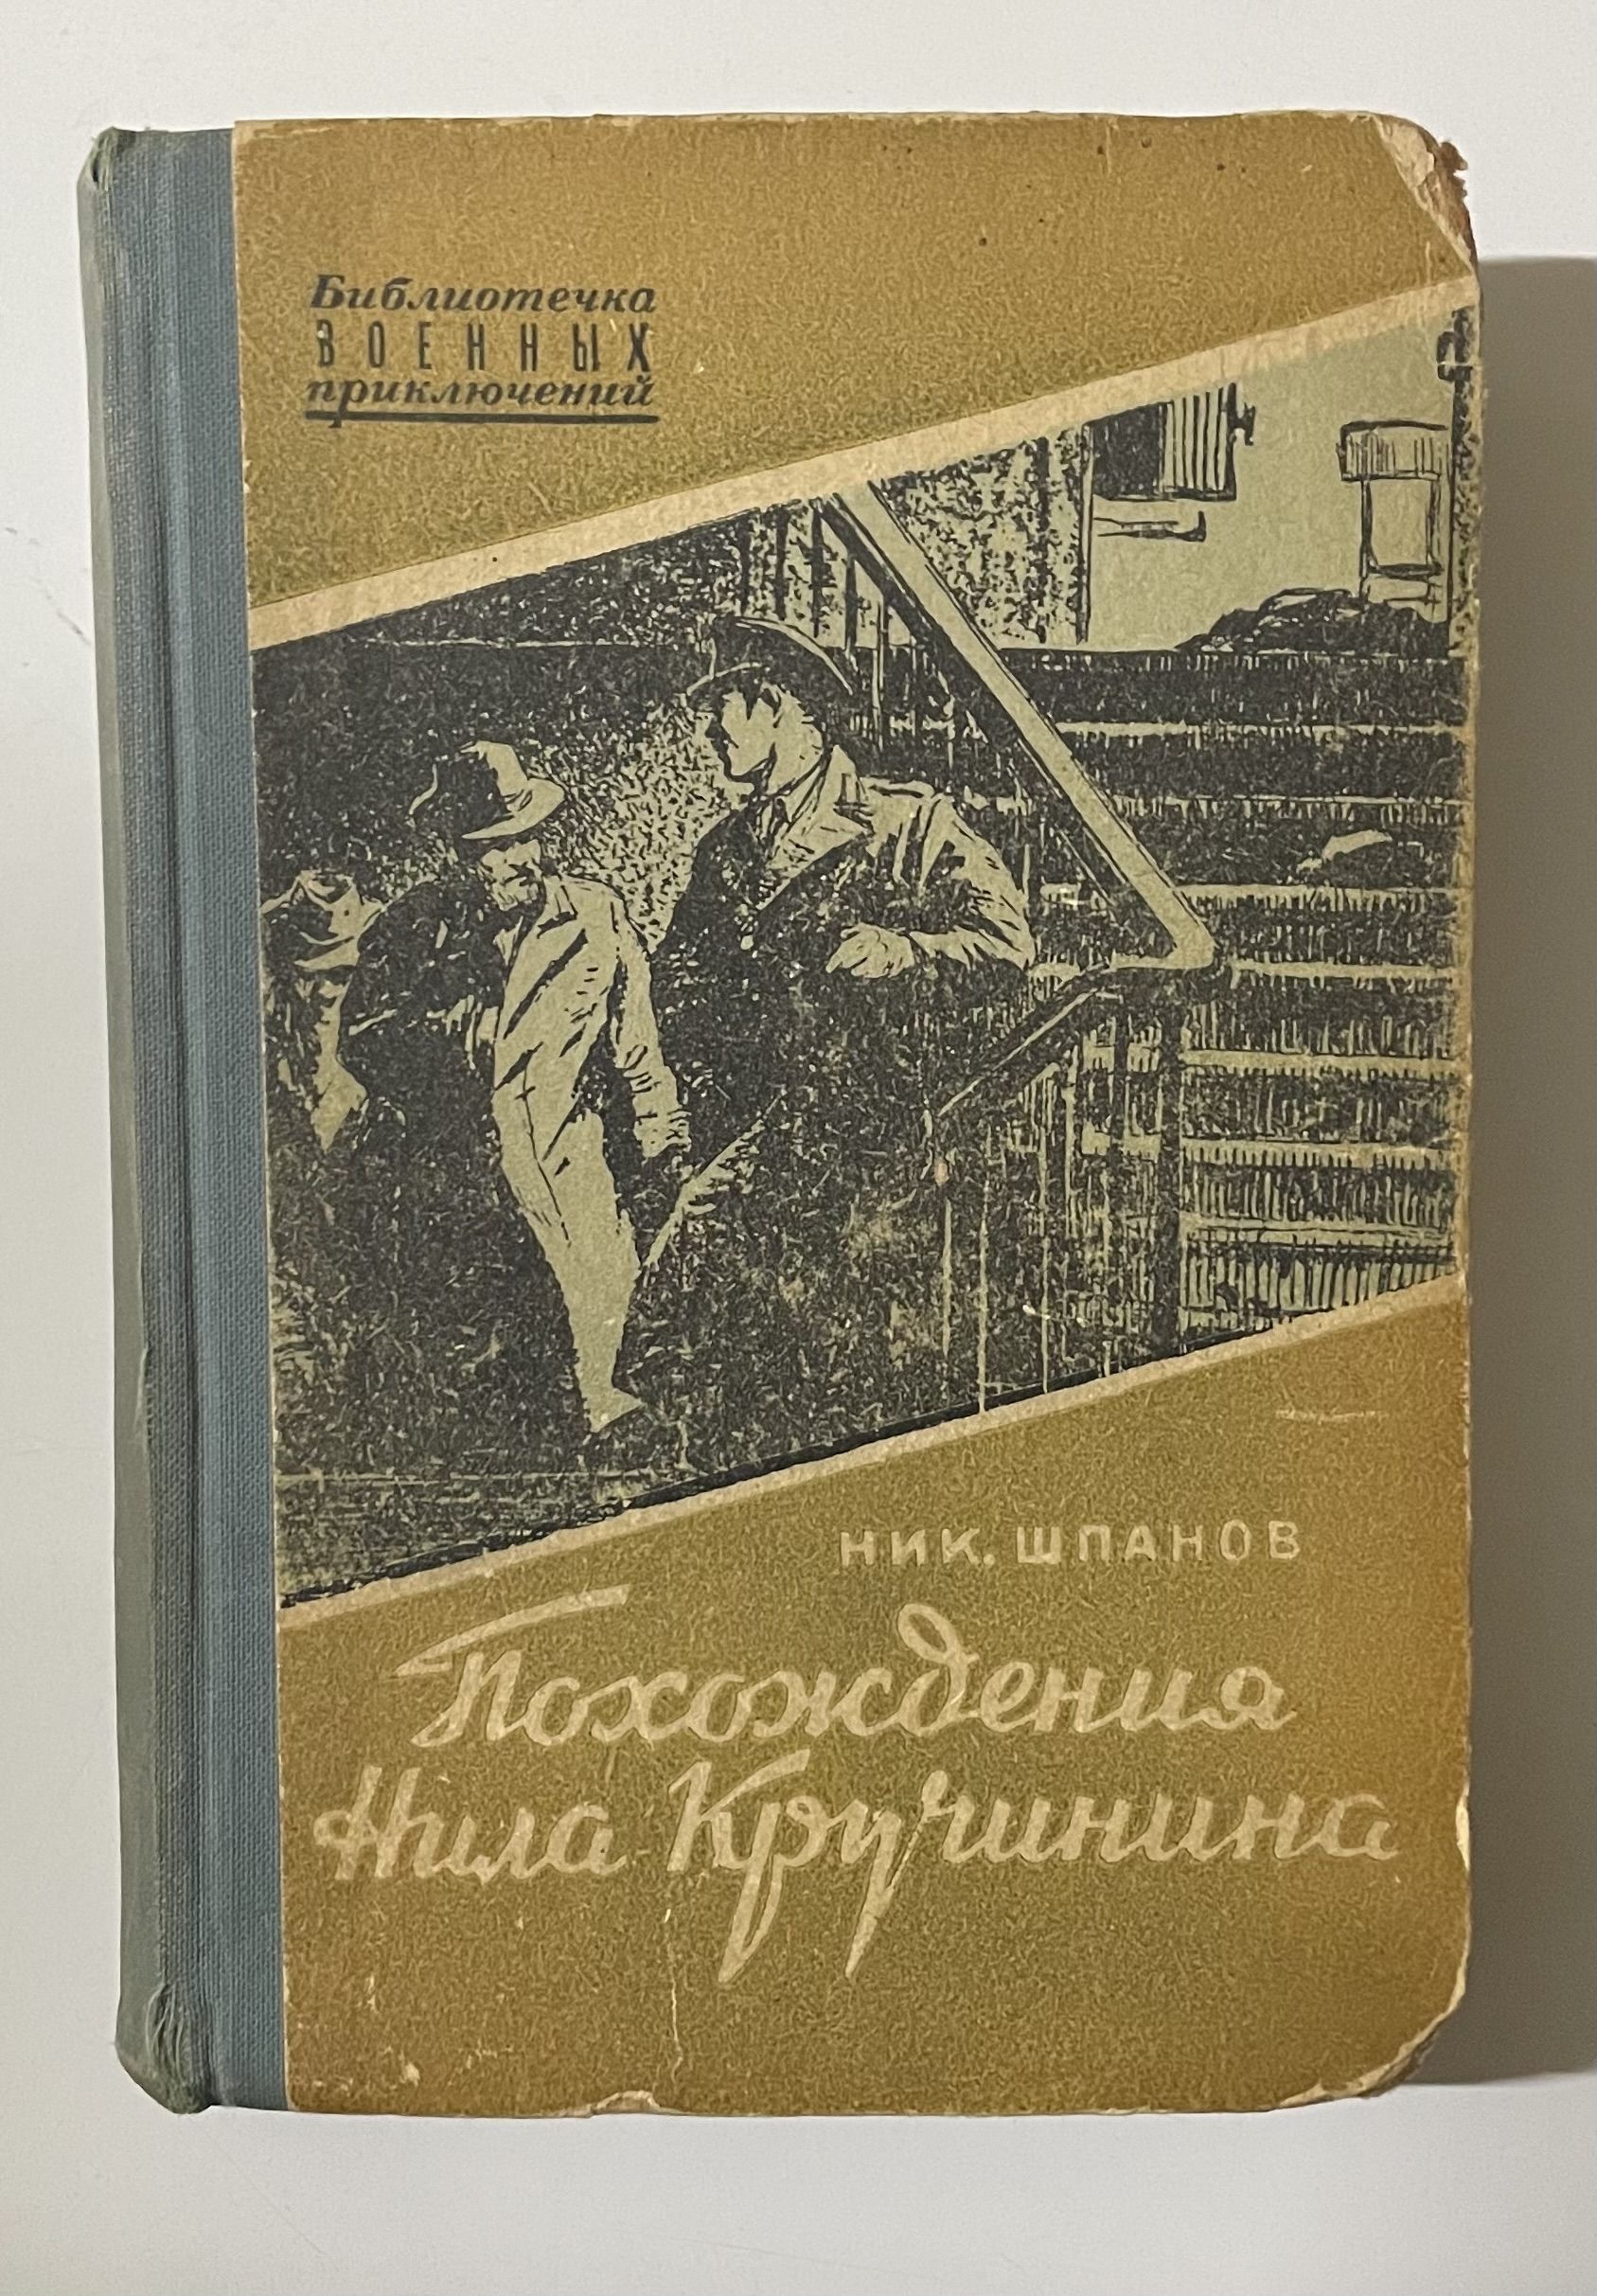 Библиотечка
ВОЕННЫХ
приключений
НИК. ШПАНОВ
Похождения
Нила Кручинина